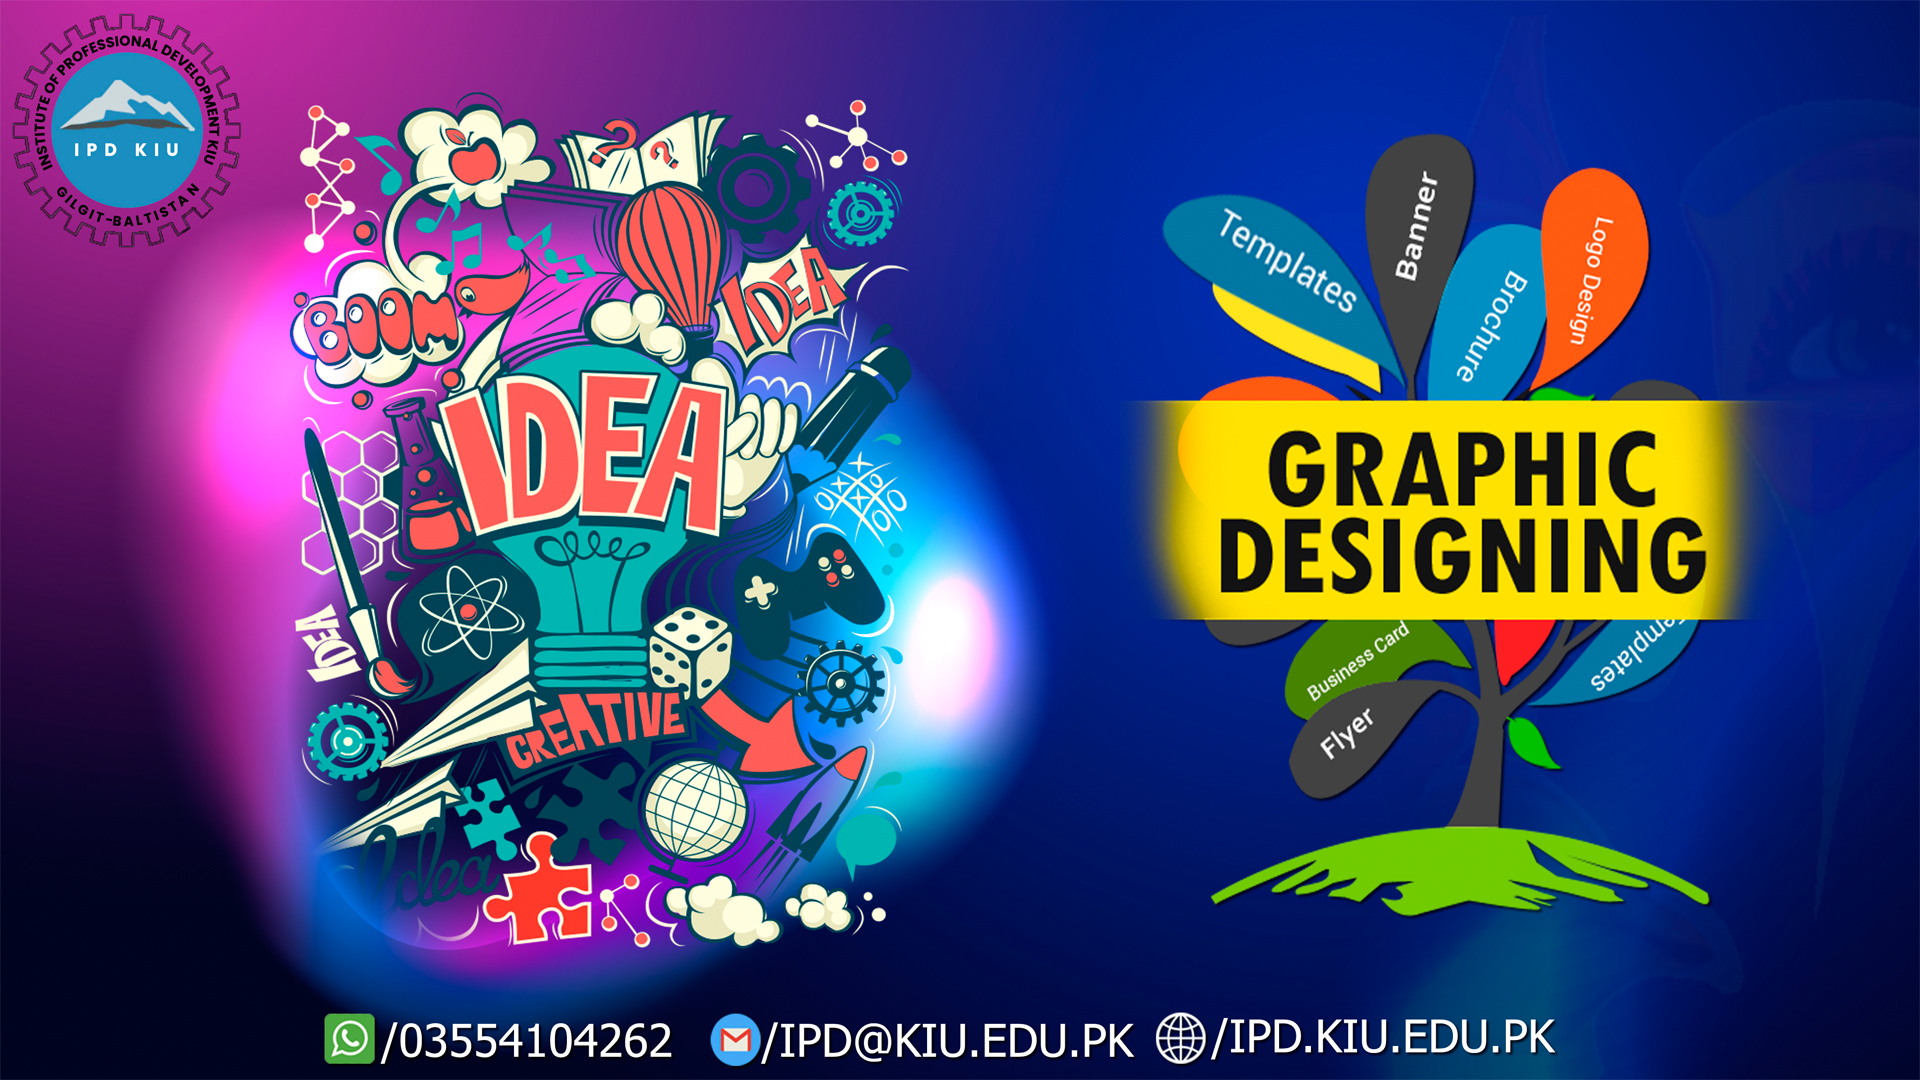 INSTITUTE OF PROFESSIONAL DEVELOPMENT KIU
IPD KIU
GILGIT-BALTISTAN
? ?
BOOM
IDEA
IDEA
IDEA
CREATIVE
Idea
Templates
Banner
Brochure
Logo Design
GRAPHIC
DESIGNING
Business Card
Templates
Flyer
/03554104262
/IPD@KIU.EDU.PK
/IPD.KIU.EDU.PK